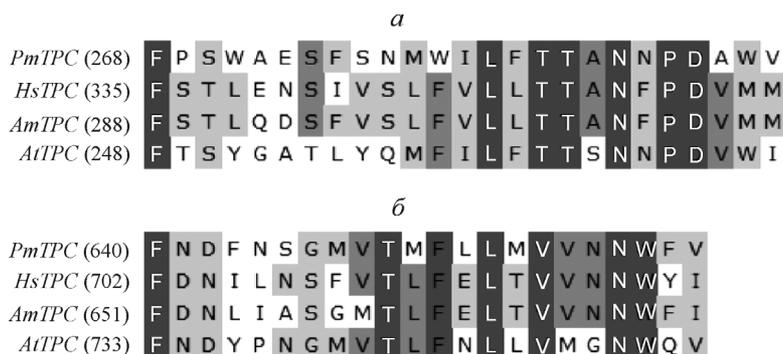 а
PmTPC (268) F P S W A E S F S N M W I L F T T A N N P D A W V
HsTPC (335) F S T L E N S I V S L F V L L T T A N F P D V M M
AmTPC (288) F S T L Q D S F V S L F V L L T T A N F P D V M M
AtTPC (248) F T S Y G A T L Y Q M F I L F T T S N N P D V W I
б
PmTPC (640) F N D F N S G M V T M F L L M V V N N W F V
HsTPC (702) F D N I L N S F V T L F E L T V V N N W Y I
AmTPC (651) F D N L I A S G M T L F E L T V V N N W F I
AtTPC (733) F N D Y P N G M V T L F N L L V M G N W Q V